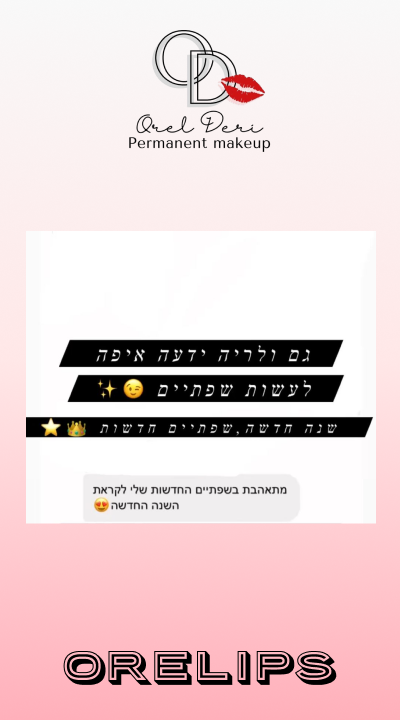 OD
Orel Deri
Permanent makeup
גם ולריה ידעה איפה
לעשות שפתיים 😉✨
שנה חדשה,שפתיים חדשות 👑⭐
מתאהבת בשפתיים החדשות שלי לקראת
השנה החדשה😍
ORELIPS